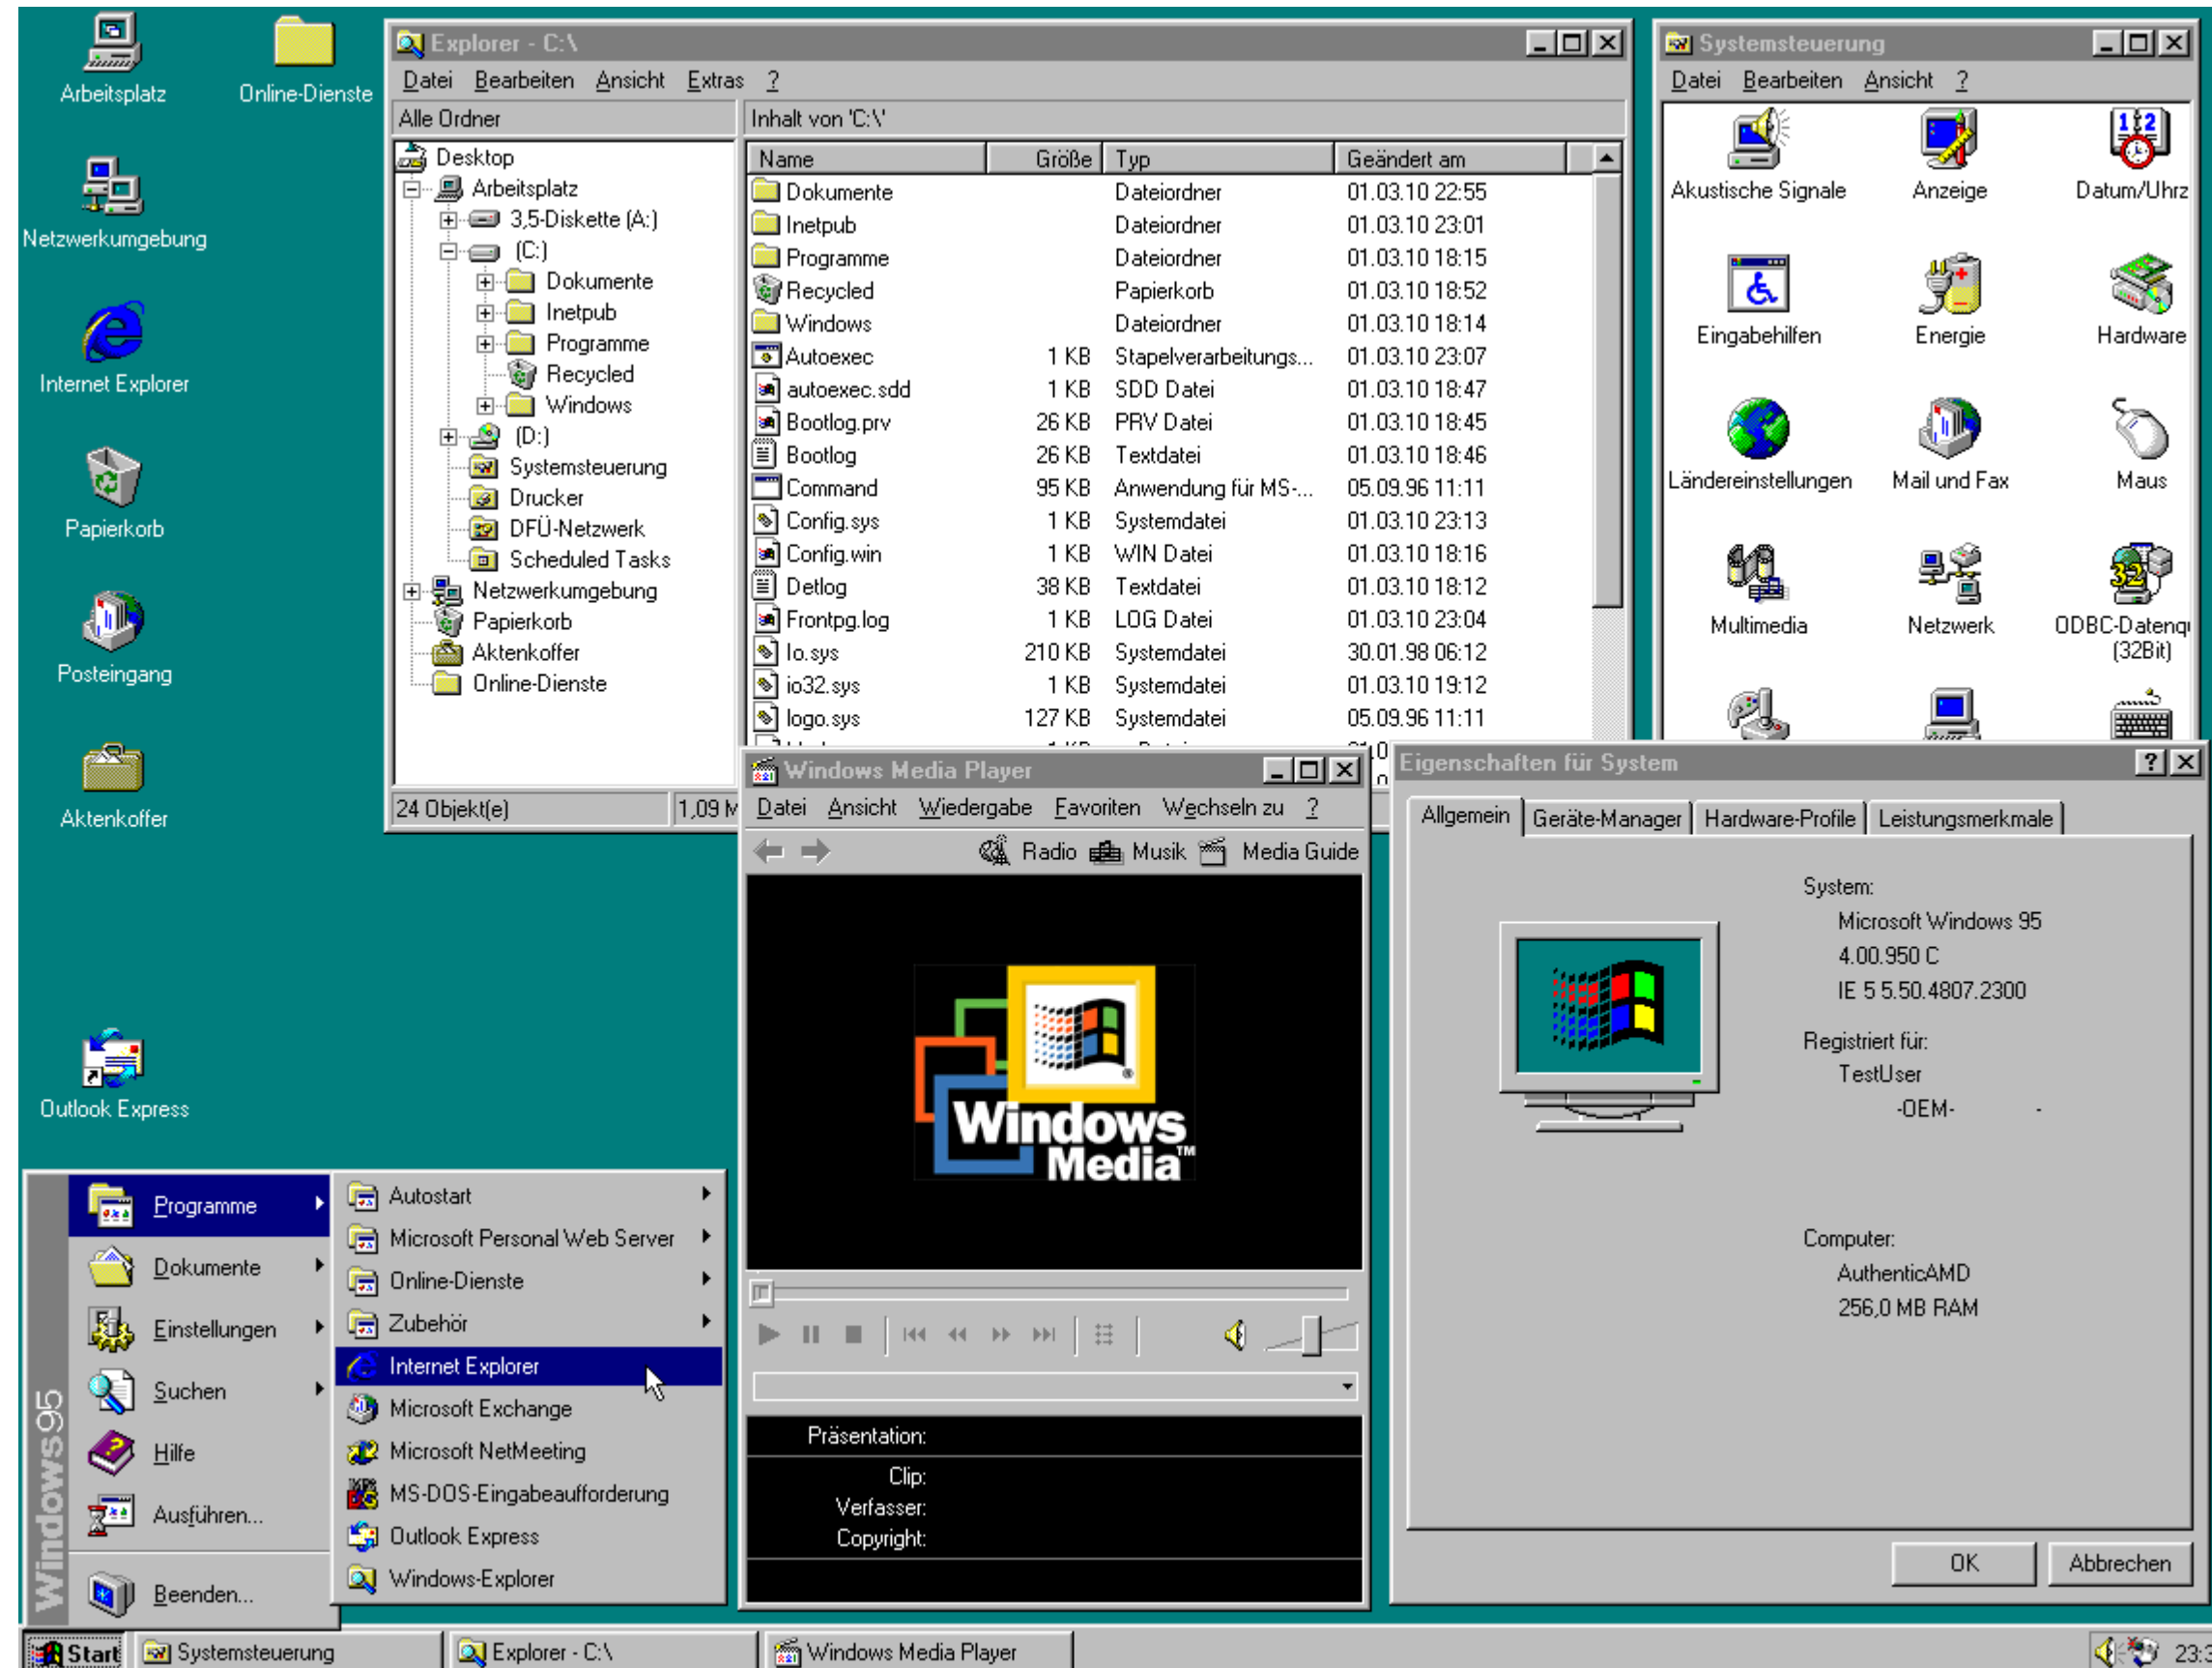 Arbeitsplatz
Online-Dienste
Netzwerkumgebung
Internet Explorer
Papierkorb
Posteingang
Aktenkoffer
Outlook Express
Explorer - C:\
Datei Bearbeiten Ansicht Extras ?
Alle Ordner
Inhalt von 'C:\'
Desktop
Arbeitsplatz
3,5-Diskette (A:)
(C:)
Dokumente
Inetpub
Programme
Recycled
Windows
(D:)
Systemsteuerung
Drucker
DFÜ-Netzwerk
Scheduled Tasks
Netzwerkumgebung
Papierkorb
Aktenkoffer
Online-Dienste
Name Größe Typ Geändert am
Dokumente Dateiordner 01.03.10 22:55
Inetpub Dateiordner 01.03.10 23:01
Programme Dateiordner 01.03.10 18:15
Recycled Papierkorb 01.03.10 18:52
Windows Dateiordner 01.03.10 18:14
Autoexec 1 KB Stapelverarbeitungs... 01.03.10 23:07
autoexec.sdd 1 KB SDD Datei 01.03.10 18:47
Bootlog.prv 26 KB PRV Datei 01.03.10 18:45
Bootlog 26 KB Textdatei 01.03.10 18:46
Command 95 KB Anwendung für MS-... 05.09.96 11:11
Config.sys 1 KB Systemdatei 01.03.10 23:13
Config.win 1 KB WIN Datei 01.03.10 18:16
Detlog 38 KB Textdatei 01.03.10 18:12
Frontpg.log 1 KB LOG Datei 01.03.10 23:04
Io.sys 210 KB Systemdatei 30.01.98 06:12
io32.sys 1 KB Systemdatei 01.03.10 19:12
logo.sys 127 KB Systemdatei 05.09.96 11:11
24 Objekt(e) 1,09 M
Systemsteuerung
Datei Bearbeiten Ansicht ?
Akustische Signale Anzeige Datum/Uhrz
Eingabehilfen Energie Hardware
Ländereinstellungen Mail und Fax Maus
Multimedia Netzwerk ODBC-Datenqu
(32Bit)
Windows Media Player
Datei Ansicht Wiedergabe Favoriten Wechseln zu ?
Radio Musik Media Guide
Windows
Media™
Präsentation:
Clip:
Verfasser:
Copyright:
Eigenschaften für System
Allgemein Geräte-Manager Hardware-Profile Leistungsmerkmale
System:
Microsoft Windows 95
4.00.950 C
IE 5 5.50.4807.2300
Registriert für:
TestUser
-OEM- -
Computer:
AuthenticAMD
256,0 MB RAM
OK Abbrechen
Windows95
Programme
Dokumente
Einstellungen
Suchen
Hilfe
Ausführen...
Beenden...
Autostart
Microsoft Personal Web Server
Online-Dienste
Zubehör
Internet Explorer
Microsoft Exchange
Microsoft NetMeeting
MS-DOS-Eingabeaufforderung
Outlook Express
Windows-Explorer
Start Systemsteuerung Explorer - C:\ Windows Media Player 23:3